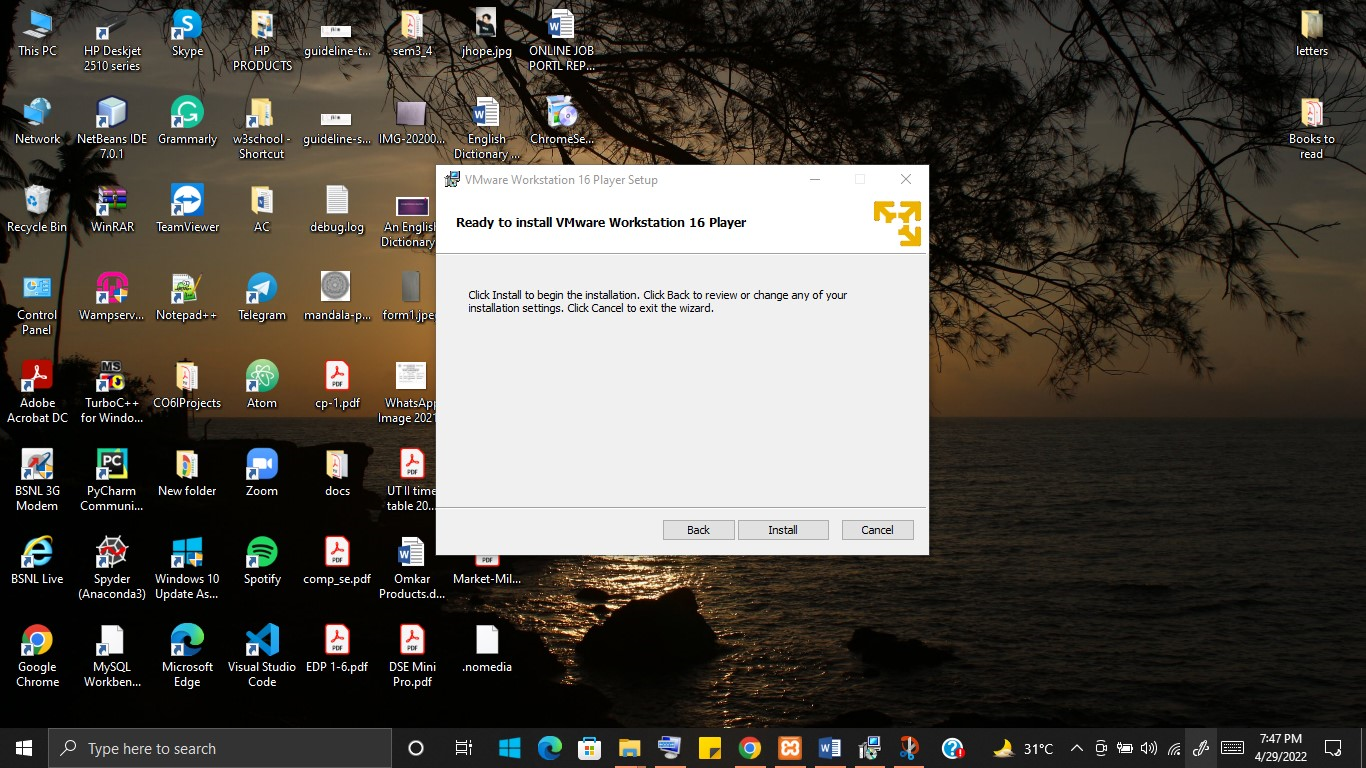 This PC
HP Deskjet
2510 series
Skype
HP
PRODUCTS
guideline-t...
sem3_4
jhope.jpg
ONLINE JOB
PORTL REP...
letters
Network
NetBeans IDE
7.0.1
Grammarly
w3school -
Shortcut
guideline-s...
IMG-20200...
English
Dictionary ...
ChromeSe...
Books to
read
VMware Workstation 16 Player Setup
Ready to install VMware Workstation 16 Player
Click Install to begin the installation. Click Back to review or change any of your
installation settings. Click Cancel to exit the wizard.
Back
Install
Cancel
Recycle Bin
WinRAR
TeamViewer
AC
debug.log
An English
Dictionary
Control
Panel
Wampserv...
Notepad++
Telegram
mandala-p...
form1.jpeg
Adobe
Acrobat DC
TurboC++
for Windo...
CO6IProjects
Atom
cp-1.pdf
WhatsApp
Image 2021
BSNL 3G
Modem
PyCharm
Communi...
New folder
Zoom
docs
UT II time
table 20...
BSNL Live
Spyder
(Anaconda3)
Windows 10
Update As...
Spotify
comp_se.pdf
Omkar
Products.d...
Market-Mil...
Google
Chrome
MySQL
Workben...
Microsoft
Edge
Visual Studio
Code
EDP 1-6.pdf
DSE Mini
Pro.pdf
.nomedia
Type here to search
31°C
7:47 PM
4/29/2022